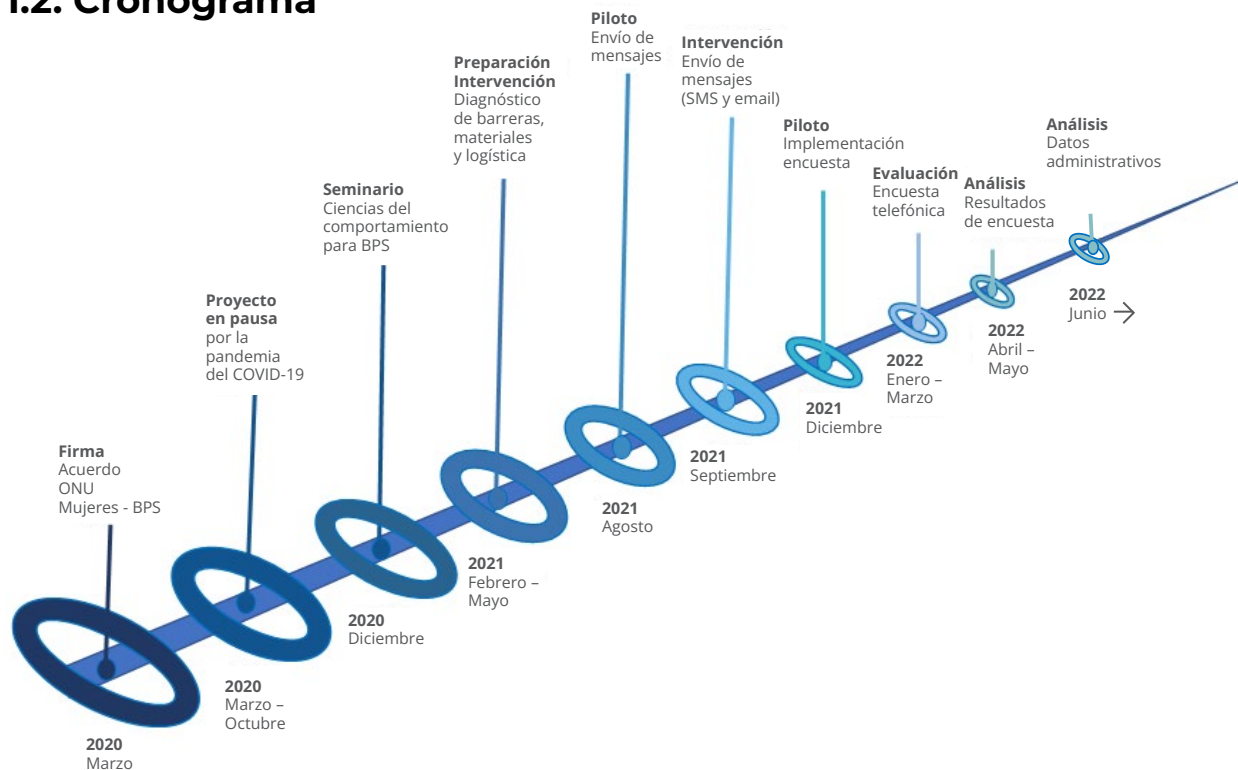 1.2. Cronograma
Firma
Acuerdo
ONU
Mujeres - BPS
2020
Marzo
Proyecto
en pausa
por la
pandemia
del COVID-19
2020
Marzo –
Octubre
Seminario
Ciencias del
comportamiento
para BPS
2020
Diciembre
Preparación
Intervención
Diagnóstico
de barreras,
materiales
y logística
2021
Febrero –
Mayo
Piloto
Envío de
mensajes
2021
Agosto
Intervención
Envío de
mensajes
(SMS y email)
2021
Septiembre
Piloto
Implementación
encuesta
2021
Diciembre
Evaluación
Encuesta
telefónica
2022
Enero –
Marzo
Análisis
Resultados
de encuesta
2022
Abril –
Mayo
Análisis
Datos
administrativos
2022
Junio →